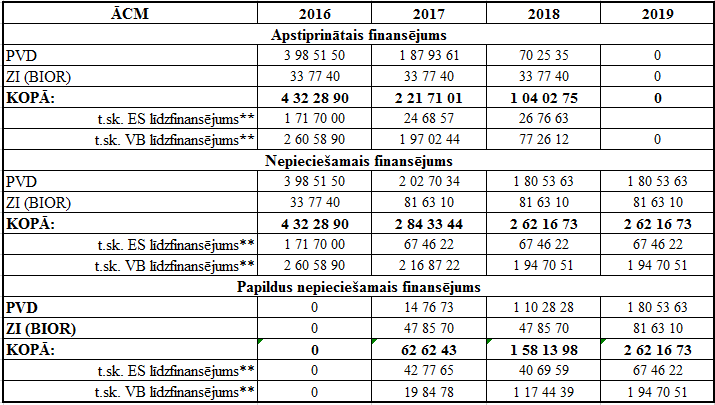 ĀCM 2016 2017 2018 2019
Apstiprinātais finansējums
PVD 3 98 51 50 1 87 93 61 70 25 35 0
ZI (BIOR) 33 77 40 33 77 40 33 77 40 0
KOPĀ: 4 32 28 90 2 21 71 01 1 04 02 75 0
t.sk. ES līdzfinansējums** 1 71 70 00 24 68 57 26 76 63
t.sk. VB līdzfinansējums** 2 60 58 90 1 97 02 44 77 26 12 0
Nepieciešamais finansējums
PVD 3 98 51 50 2 02 70 34 1 80 53 63 1 80 53 63
ZI (BIOR) 33 77 40 81 63 10 81 63 10 81 63 10
KOPĀ: 4 32 28 90 2 84 33 44 2 62 16 73 2 62 16 73
t.sk. ES līdzfinansējums** 1 71 70 00 67 46 22 67 46 22 67 46 22
t.sk. VB līdzfinansējums** 2 60 58 90 2 16 87 22 1 94 70 51 1 94 70 51
Papildus nepieciešamais finansējums
PVD 0 14 76 73 1 10 28 28 1 80 53 63
ZI (BIOR) 0 47 85 70 47 85 70 81 63 10
KOPĀ: 0 62 62 43 1 58 13 98 2 62 16 73
t.sk. ES līdzfinansējums** 0 42 77 65 40 69 59 67 46 22
t.sk. VB līdzfinansējums** 0 19 84 78 1 17 44 39 1 94 70 51